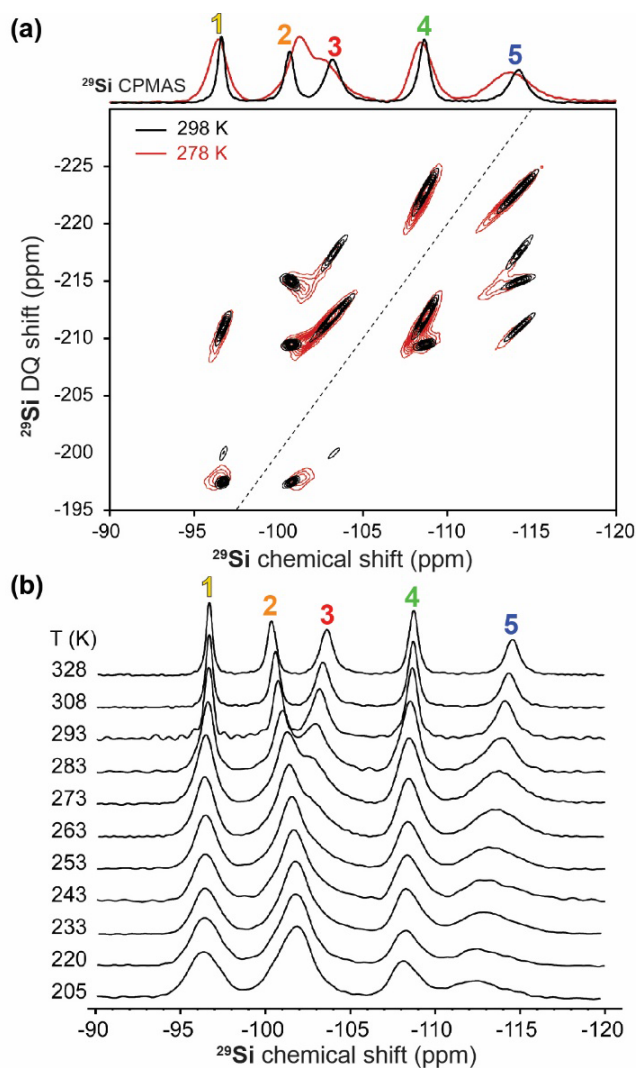 (a)
1 2 3 4 5
²⁹Si CPMAS
298 K
278 K
-225
-220
-215
-210
-205
-200
-195
²⁹Si DQ shift (ppm)
-90 -95 -100 -105 -110 -115 -120
²⁹Si chemical shift (ppm)
(b)
1 2 3 4 5
T (K)
328
308
293
283
273
263
253
243
233
220
205
-90 -95 -100 -105 -110 -115 -120
²⁹Si chemical shift (ppm)